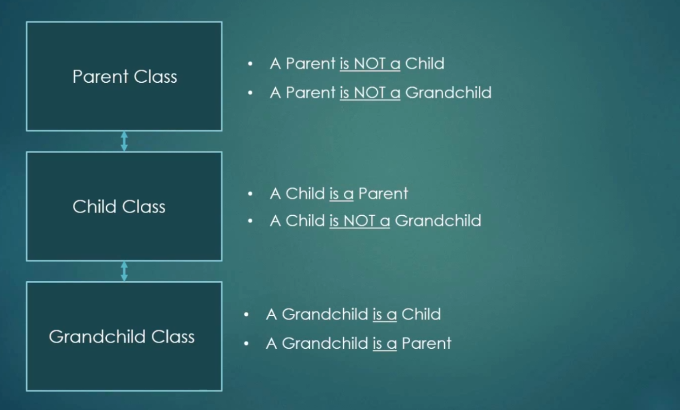 Parent Class
• A Parent is NOT a Child
• A Parent is NOT a Grandchild
Child Class
• A Child is a Parent
• A Child is NOT a Grandchild
Grandchild Class
• A Grandchild is a Child
• A Grandchild is a Parent